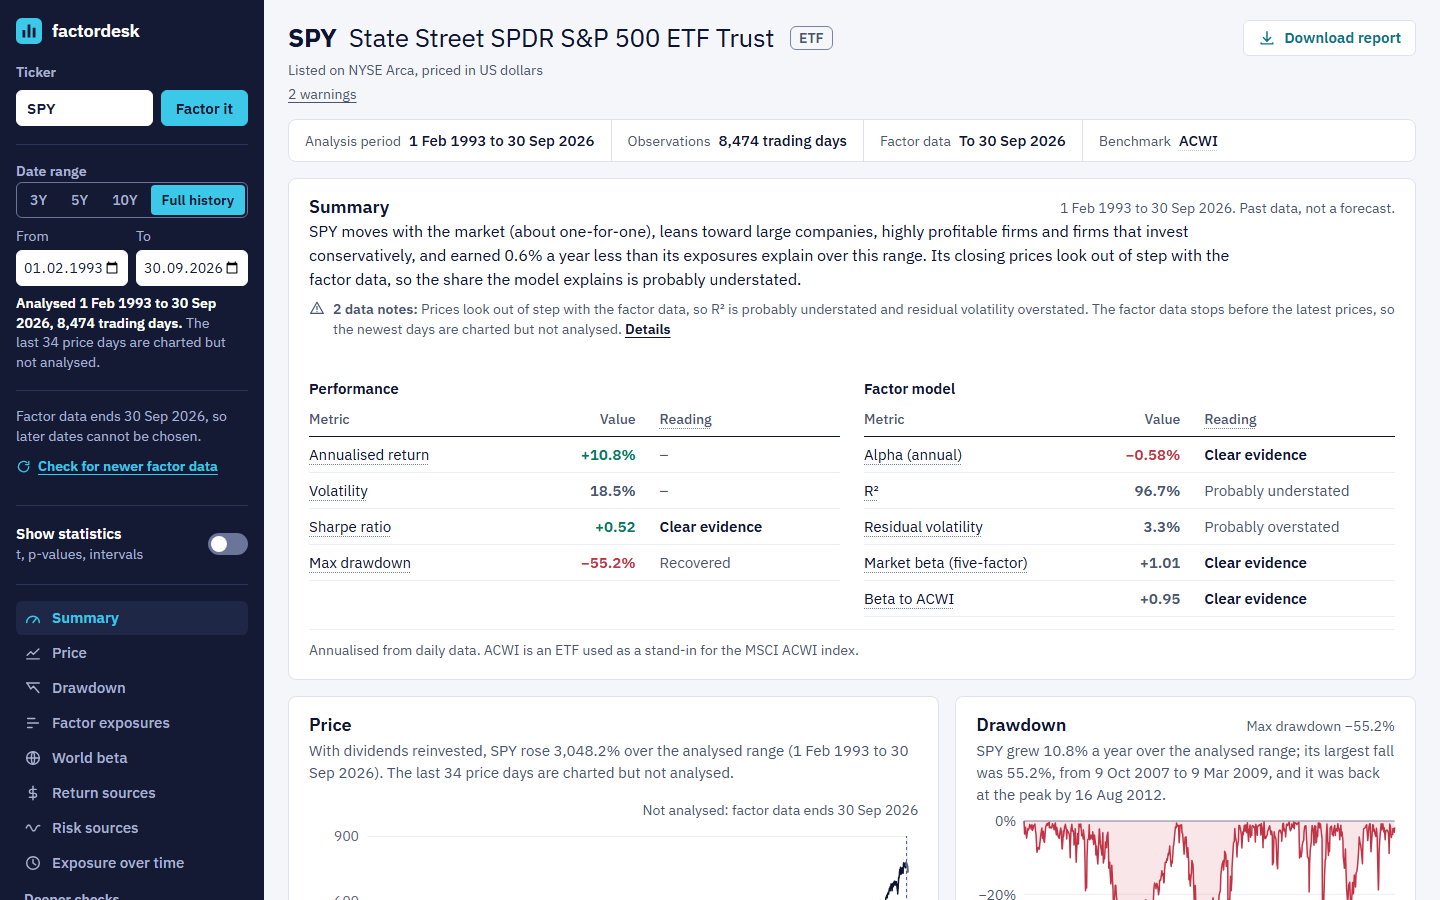 factordesk
Ticker
SPY
Factor it
Date range
3Y 5Y 10Y Full history
From To
01.02.1993 30.09.2026
Analysed 1 Feb 1993 to 30 Sep
2026, 8,474 trading days. The
last 34 price days are charted but
not analysed.
Factor data ends 30 Sep 2026, so
later dates cannot be chosen.
Check for newer factor data
Show statistics
t, p-values, intervals
Summary
Price
Drawdown
Factor exposures
World beta
Return sources
Risk sources
Exposure over time
Deeper checks
SPY State Street SPDR S&P 500 ETF Trust ETF
Download report
Listed on NYSE Arca, priced in US dollars
2 warnings
Analysis period 1 Feb 1993 to 30 Sep 2026 Observations 8,474 trading days Factor data To 30 Sep 2026 Benchmark ACWI
Summary 1 Feb 1993 to 30 Sep 2026. Past data, not a forecast.
SPY moves with the market (about one-for-one), leans toward large companies, highly profitable firms and firms that invest
conservatively, and earned 0.6% a year less than its exposures explain over this range. Its closing prices look out of step with the
factor data, so the share the model explains is probably understated.
2 data notes: Prices look out of step with the factor data, so R² is probably understated and residual volatility overstated. The factor data stops before the latest prices, so
the newest days are charted but not analysed. Details
Performance
Metric Value Reading
Annualised return +10.8% –
Volatility 18.5% –
Sharpe ratio +0.52 Clear evidence
Max drawdown −55.2% Recovered
Factor model
Metric Value Reading
Alpha (annual) −0.58% Clear evidence
R² 96.7% Probably understated
Residual volatility 3.3% Probably overstated
Market beta (five-factor) +1.01 Clear evidence
Beta to ACWI +0.95 Clear evidence
Annualised from daily data. ACWI is an ETF used as a stand-in for the MSCI ACWI index.
Price
With dividends reinvested, SPY rose 3,048.2% over the analysed range (1 Feb 1993 to 30
Sep 2026). The last 34 price days are charted but not analysed.
Not analysed: factor data ends 30 Sep 2026
900
600
Drawdown Max drawdown −55.2%
SPY grew 10.8% a year over the analysed range; its largest fall
was 55.2%, from 9 Oct 2007 to 9 Mar 2009, and it was back
at the peak by 16 Aug 2012.
0%
−20%